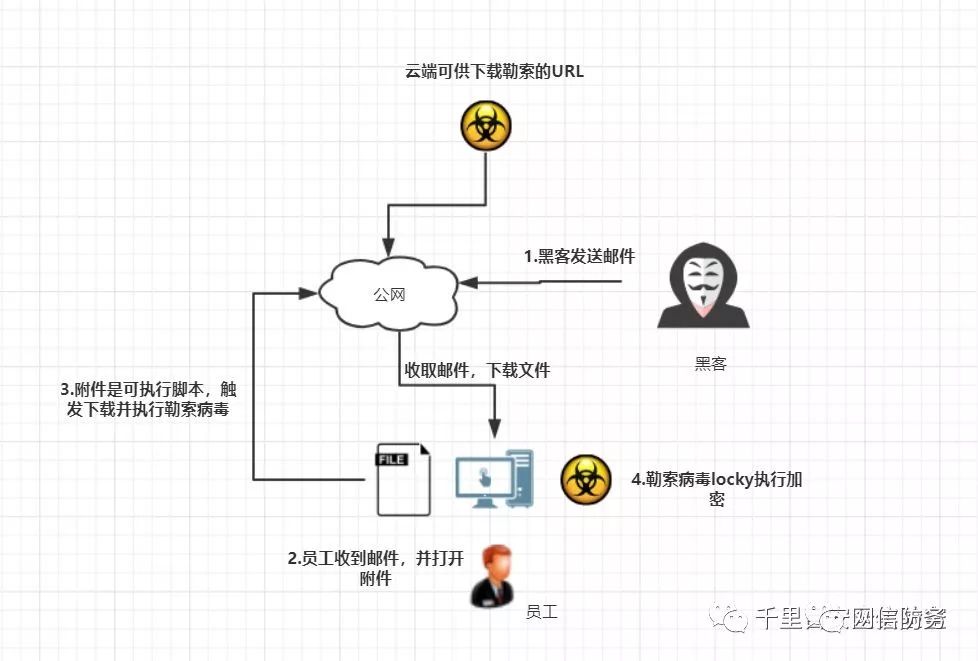 云端可供下载勒索的URL
1.黑客发送邮件
公网
黑客
收取邮件，下载文件
3.附件是可执行脚本，触
发下载并执行勒索病毒
FILE
4.勒索病毒locky执行加
密
2.员工收到邮件，并打开
附件
员工
千里
网信防务